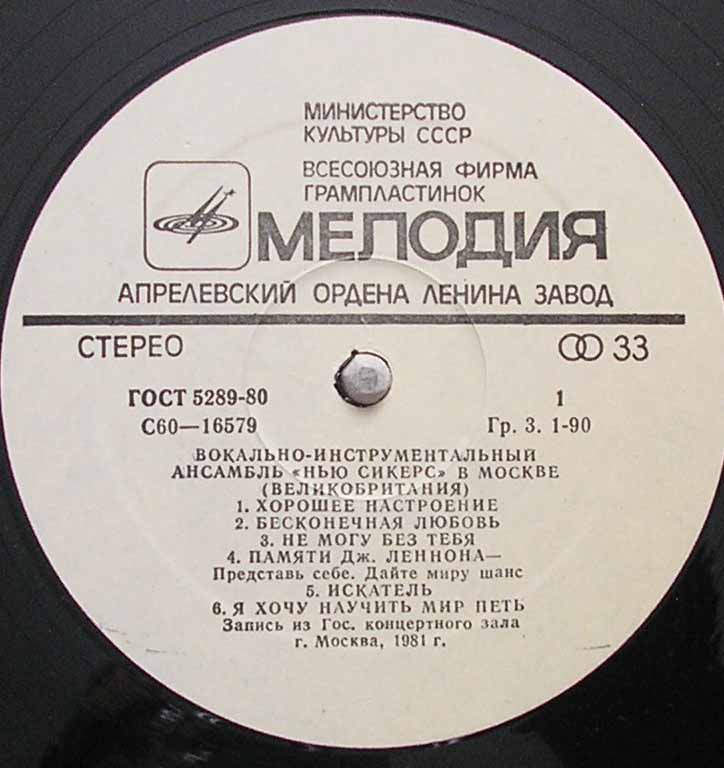 МИНИСТЕРСТВО
КУЛЬТУРЫ СССР
ВСЕСОЮЗНАЯ ФИРМА
ГРАМПЛАСТИНОК
МЕЛОДИЯ
АПРЕЛЕВСКИЙ ОРДЕНА ЛЕНИНА ЗАВОД
СТЕРЕО 33
ГОСТ 5289-80 1
С60—16579 Гр. 3. 1-90
ВОКАЛЬНО-ИНСТРУМЕНТАЛЬНЫЙ
АНСАМБЛЬ «НЬЮ СИКЕРС» В МОСКВЕ
(ВЕЛИКОБРИТАНИЯ)
1. ХОРОШЕЕ НАСТРОЕНИЕ
2. БЕСКОНЕЧНАЯ ЛЮБОВЬ
3. НЕ МОГУ БЕЗ ТЕБЯ
4. ПАМЯТИ ДЖ. ЛЕННОНА—
Представь себе. Дайте миру шанс
5. ИСКАТЕЛЬ
6. Я ХОЧУ НАУЧИТЬ МИР ПЕТЬ
Запись из Гос. концертного зала
г. Москва, 1981 г.